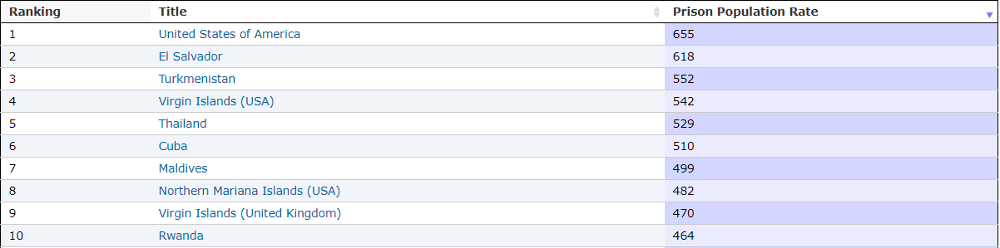 Ranking Title Prison Population Rate
1 United States of America 655
2 El Salvador 618
3 Turkmenistan 552
4 Virgin Islands (USA) 542
5 Thailand 529
6 Cuba 510
7 Maldives 499
8 Northern Mariana Islands (USA) 482
9 Virgin Islands (United Kingdom) 470
10 Rwanda 464